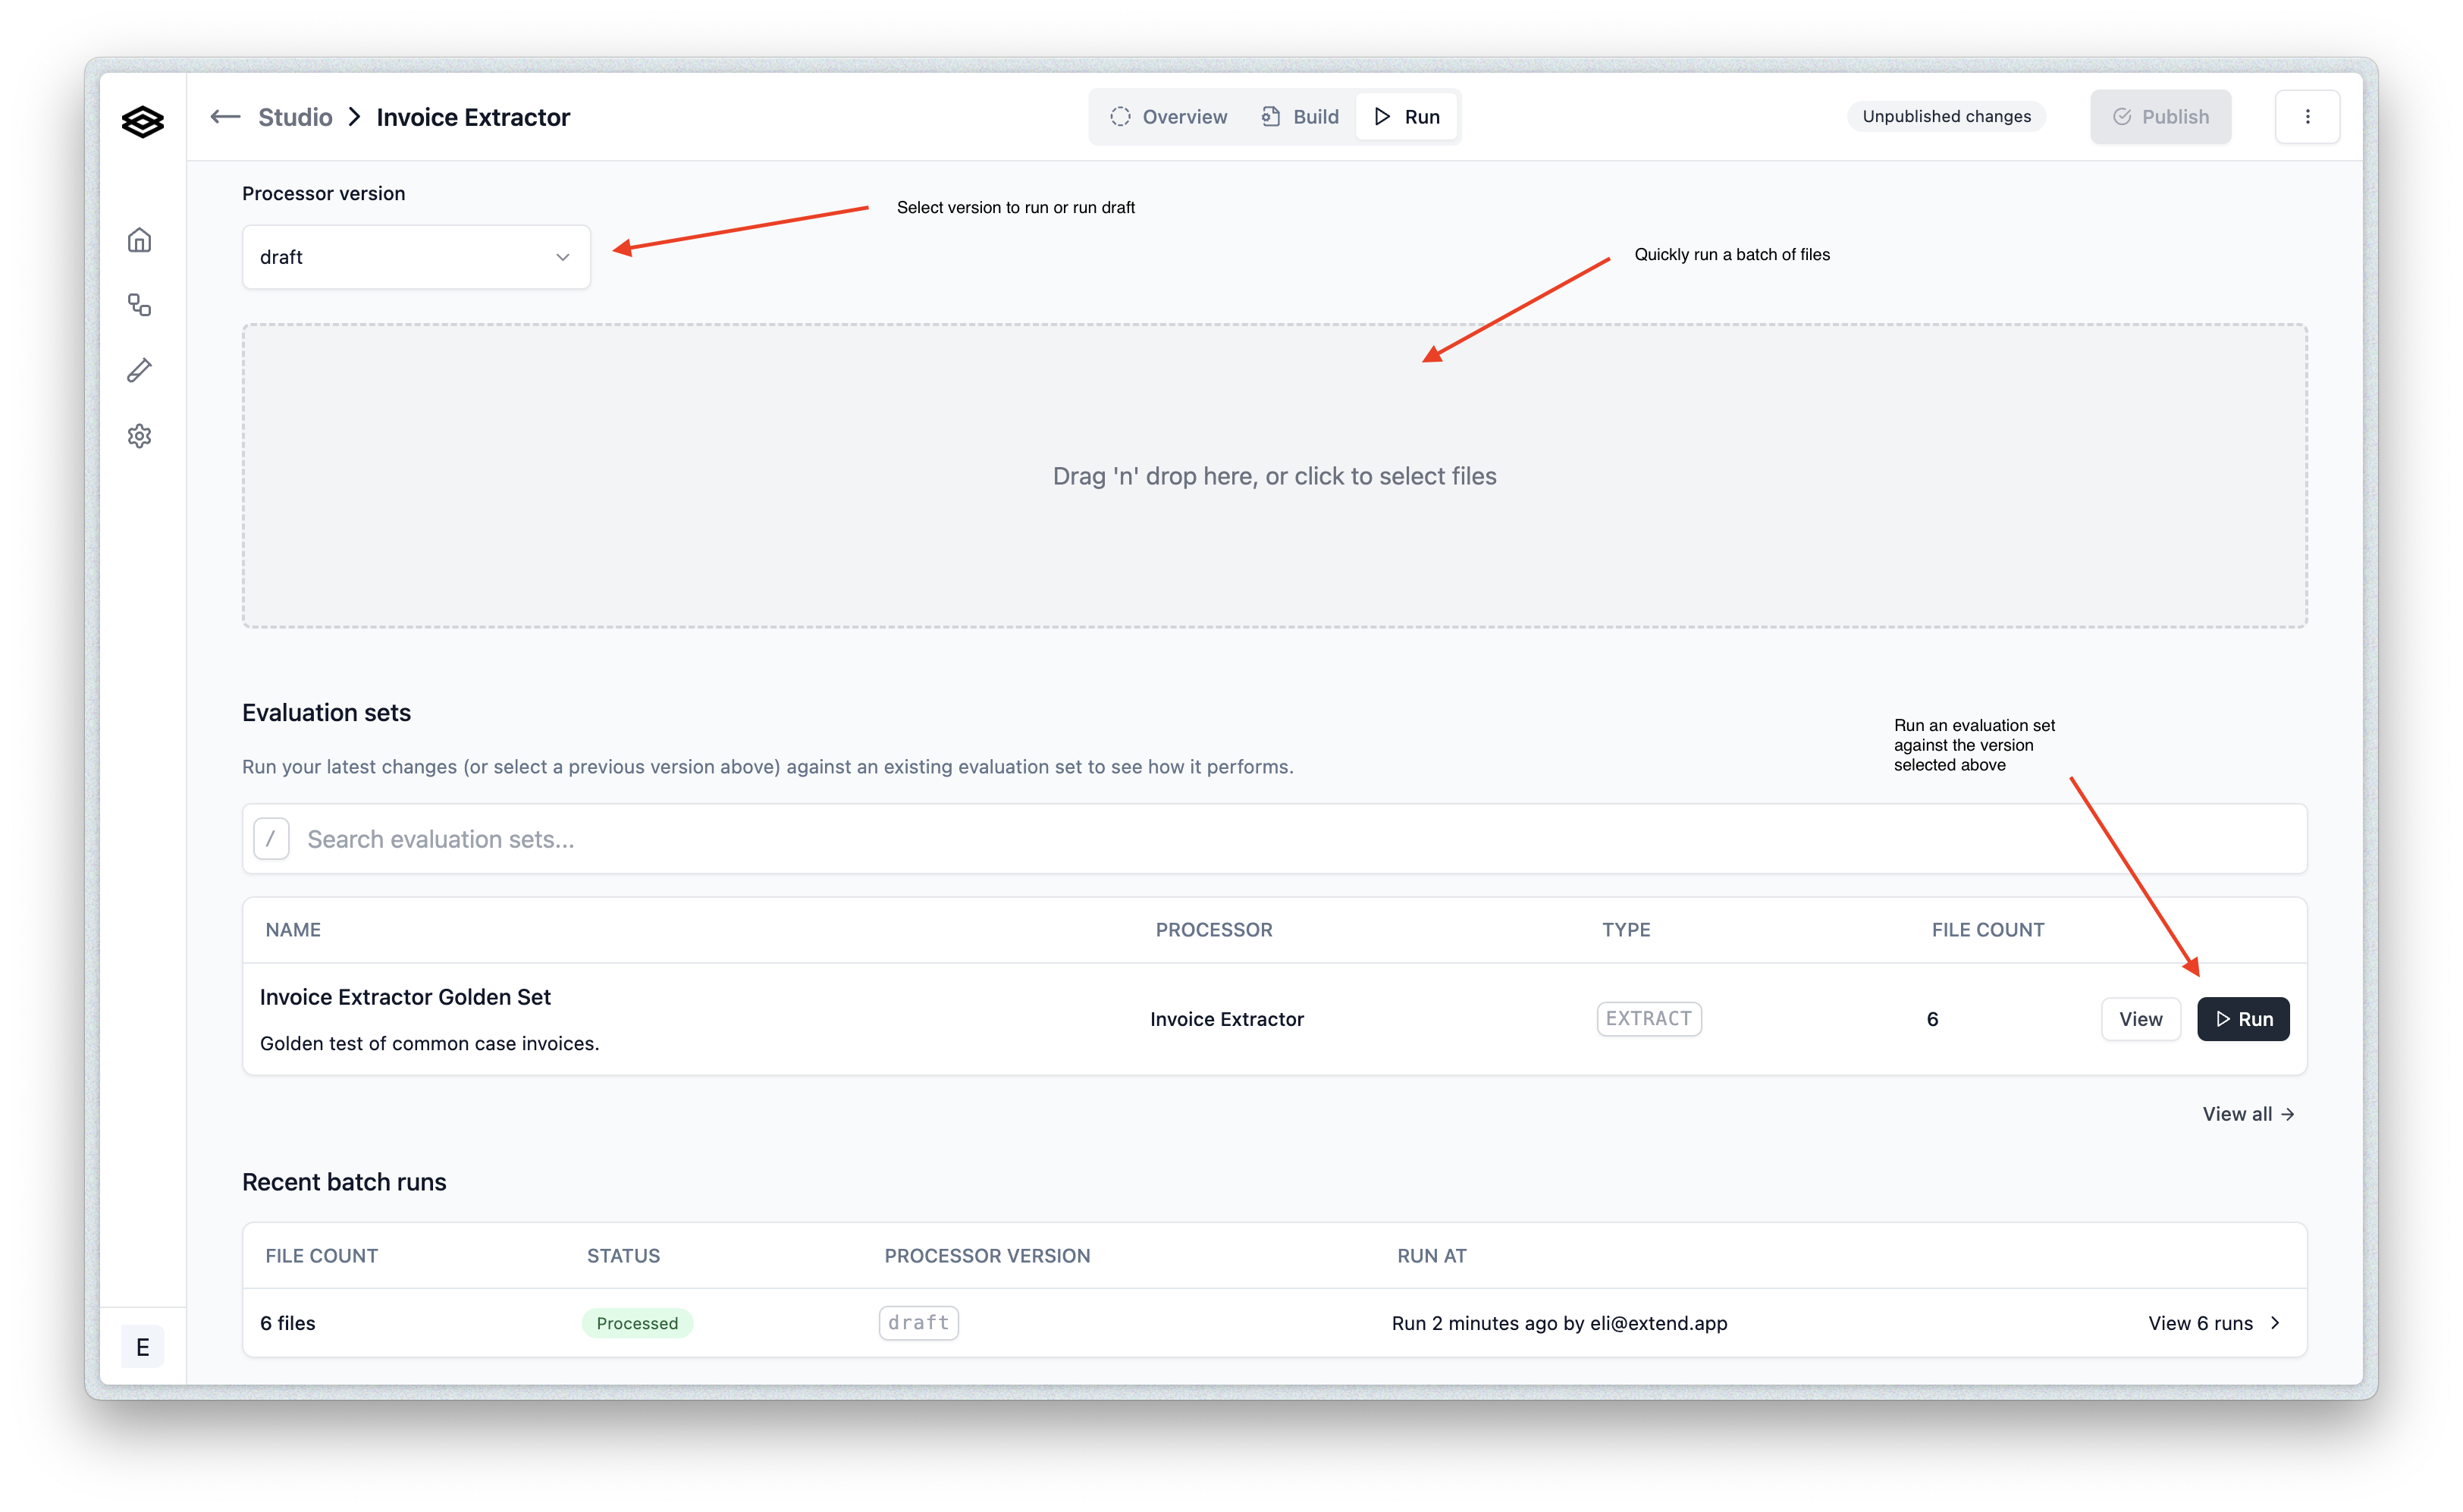 Studio > Invoice Extractor
Overview
Build
Run
Unpublished changes
Publish
Processor version
Select version to run or run draft
draft
Quickly run a batch of files
Drag 'n' drop here, or click to select files
Evaluation sets
Run your latest changes (or select a previous version above) against an existing evaluation set to see how it performs.
Run an evaluation set
against the version
selected above
/ Search evaluation sets...
NAME PROCESSOR TYPE FILE COUNT
Invoice Extractor Golden Set
Golden test of common case invoices.
Invoice Extractor
EXTRACT
6
View
Run
View all →
Recent batch runs
FILE COUNT STATUS PROCESSOR VERSION RUN AT
6 files Processed draft Run 2 minutes ago by eli@extend.app View 6 runs >
E